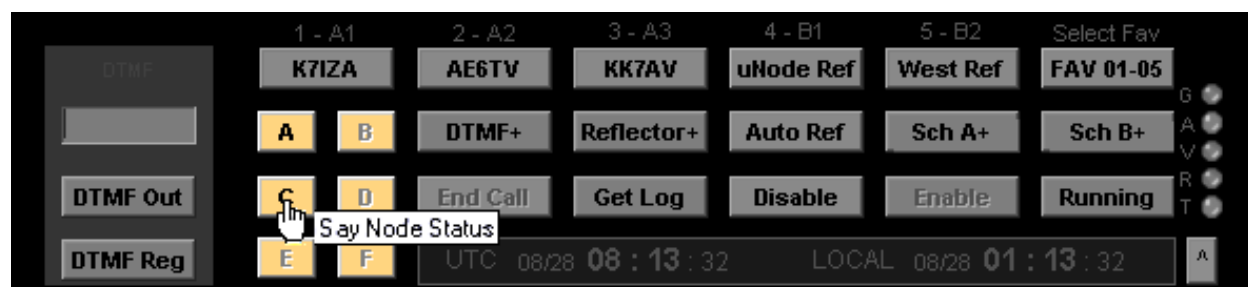 1 - A1 2 - A2 3 - A3 4 - B1 5 - B2 Select Fav
DTMF K7IZA AE6TV KK7AV uNode Ref West Ref FAV 01-05
G
A B DTMF+ Reflector+ Auto Ref Sch A+ Sch B+ A
V
DTMF Out C D End Call Get Log Disable Enable Running R
T
Say Node Status
DTMF Reg E F UTC 08/28 08 : 13 : 32 LOCAL 08/28 01 : 13 : 32 ^